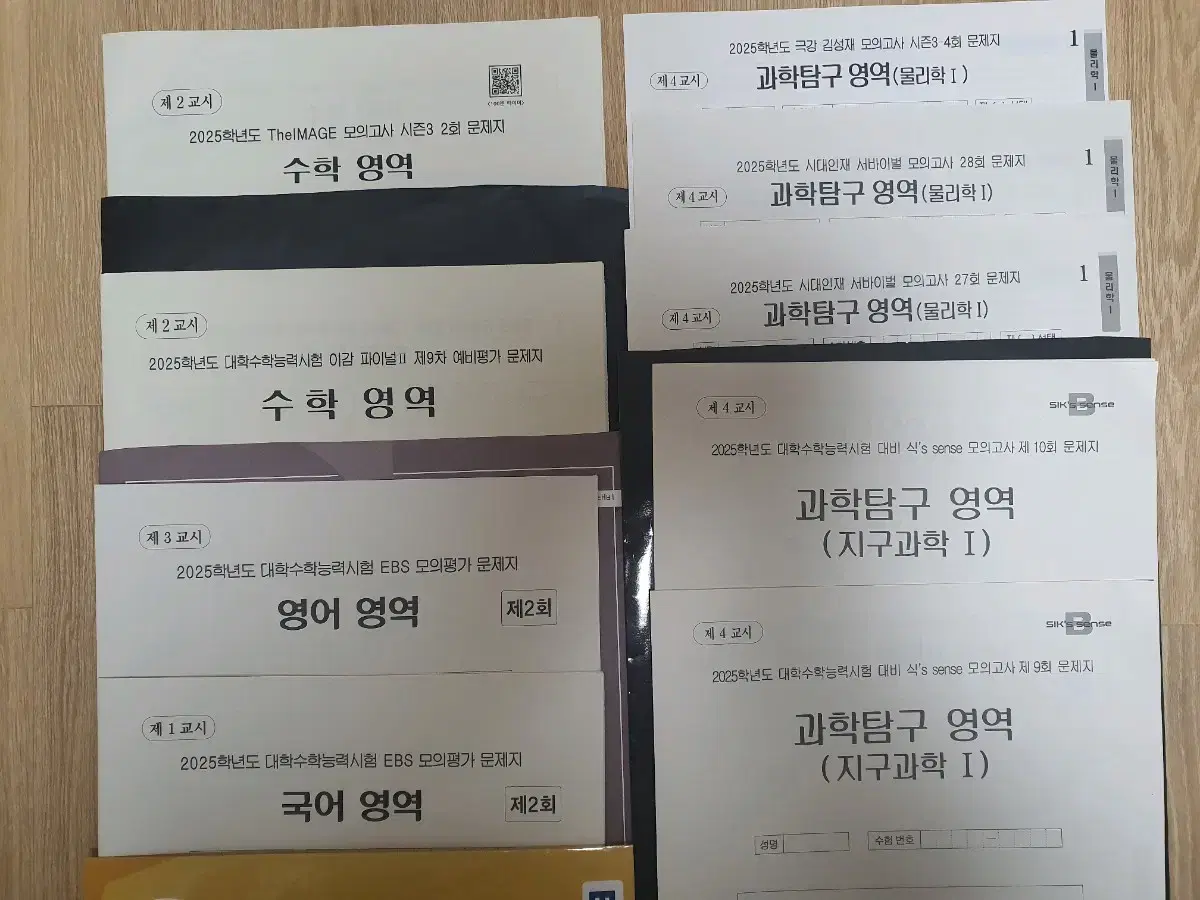 제 2 교시
2025학년도 TheIMAGE 모의고사 시즌3 2회 문제지
수학 영역
제 2 교시
2025학년도 대학수학능력시험 이감 파이널Ⅱ 제9차 예비평가 문제지
수 학 영 역
제 3 교시
2025학년도 대학수학능력시험 EBS 모의평가 문제지
영어 영역
제2회
제 1 교시
2025학년도 대학수학능력시험 EBS 모의평가 문제지
국어 영역
제2회
2025학년도 극강 김성재 모의고사 시즌3-4회 문제지
1
제 4 교시
과학탐구 영역(물리학Ⅰ)
물리학Ⅰ
2025학년도 시대인재 서바이벌 모의고사 28회 문제지
1
제 4 교시
과학탐구 영역(물리학Ⅰ)
물리학Ⅰ
2025학년도 시대인재 서바이벌 모의고사 27회 문제지
1
제 4 교시
과학탐구 영역(물리학Ⅰ)
물리학Ⅰ
제 4 교시
B
SIK's sense
2025학년도 대학수학능력시험 대비 식's sense 모의고사 제 10회 문제지
과학탐구 영역
(지구과학 Ⅰ)
제 4 교시
B
SIK's sense
2025학년도 대학수학능력시험 대비 식's sense 모의고사 제 9회 문제지
과학탐구 영역
(지구과학 Ⅰ)
성명
수험 번호